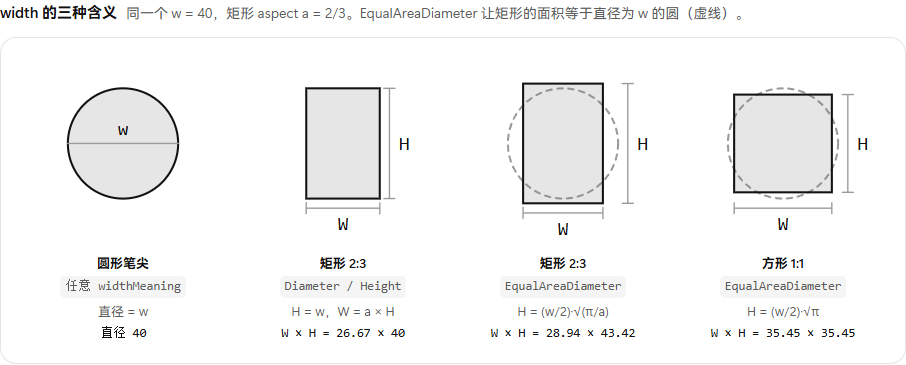 width 的三种含义 同一个 w = 40，矩形 aspect a = 2/3。EqualAreaDiameter 让矩形的面积等于直径为 w 的圆（虚线）。
w
H
W
H
W
H
W
圆形笔尖
任意 widthMeaning
直径 = w
直径 40
矩形 2:3
Diameter / Height
H = w，W = a × H
W × H = 26.67 × 40
矩形 2:3
EqualAreaDiameter
H = (w/2)·√(π/a)
W × H = 28.94 × 43.42
方形 1:1
EqualAreaDiameter
H = (w/2)·√π
W × H = 35.45 × 35.45